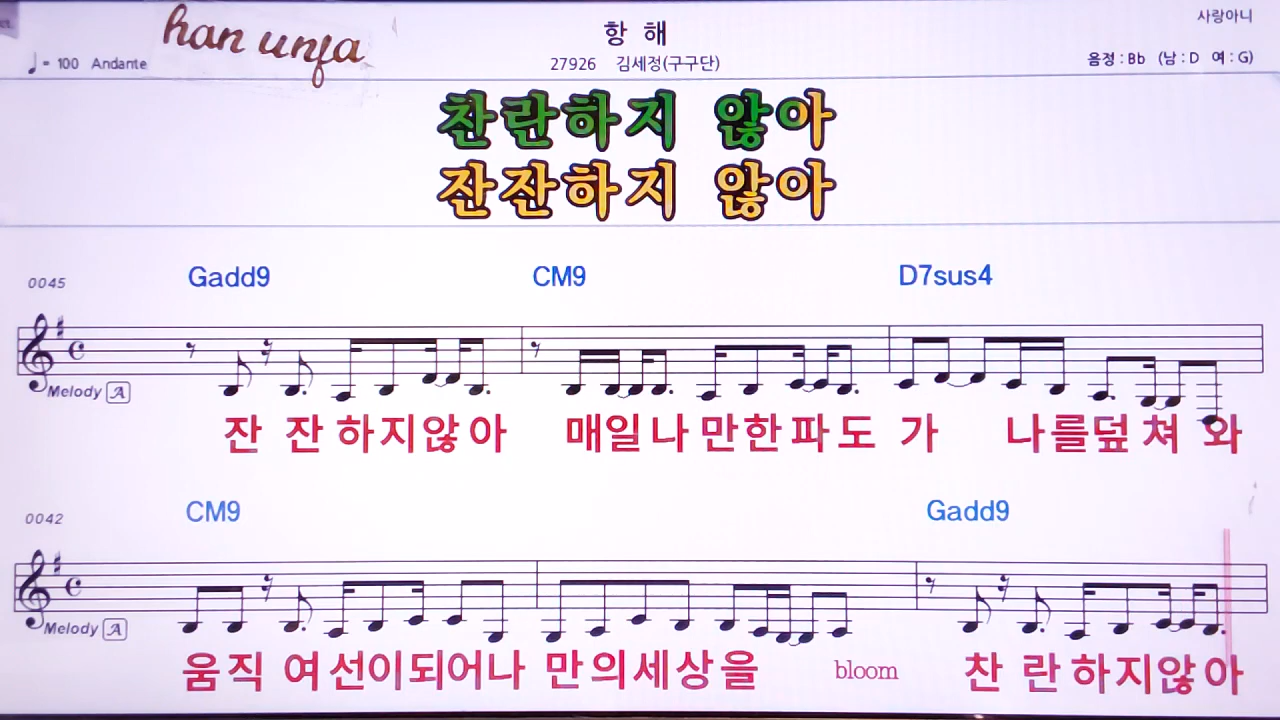 han unja
사랑아니
항 해
♩= 100 Andante
27926 김세정(구구단)
음정 : Bb (남 : D 여 : G)
찬란하지 않아
잔잔하지 않아
0045 Gadd9 CM9 D7sus4
Melody A
잔 잔 하지않아 매일나 만한파도 가 나를덮 쳐 와
0042 CM9 Gadd9
Melody A
움직 여선이되어나 만의세상을 bloom 찬 란 하지않아